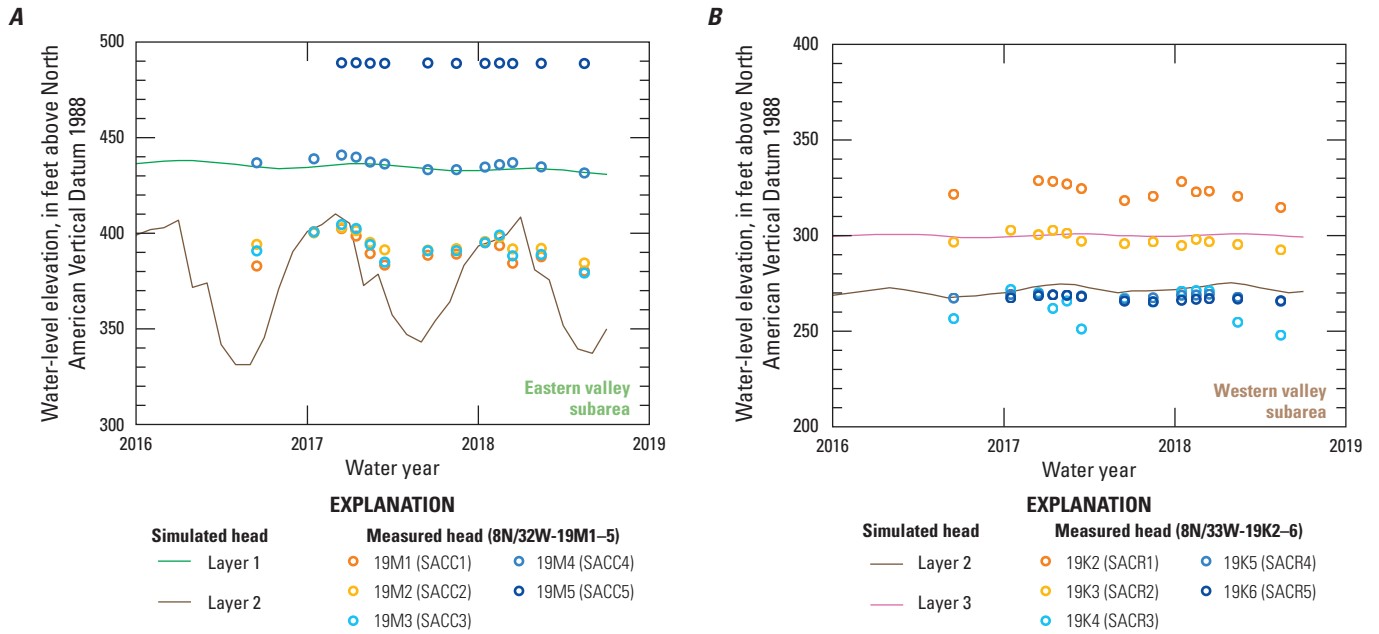 A
Water-level elevation, in feet above North
American Vertical Datum 1988
500
450
400
350
300
2016
2017
2018
2019
Water year
Eastern valley
subarea
EXPLANATION
Simulated head
Layer 1
Layer 2
Measured head (8N/32W-19M1–5)
19M1 (SACC1)
19M2 (SACC2)
19M3 (SACC3)
19M4 (SACC4)
19M5 (SACC5)
B
Water-level elevation, in feet above North
American Vertical Datum 1988
400
350
300
250
200
2016
2017
2018
2019
Water year
Western valley
subarea
EXPLANATION
Simulated head
Layer 2
Layer 3
Measured head (8N/33W-19K2–6)
19K2 (SACR1)
19K3 (SACR2)
19K4 (SACR3)
19K5 (SACR4)
19K6 (SACR5)